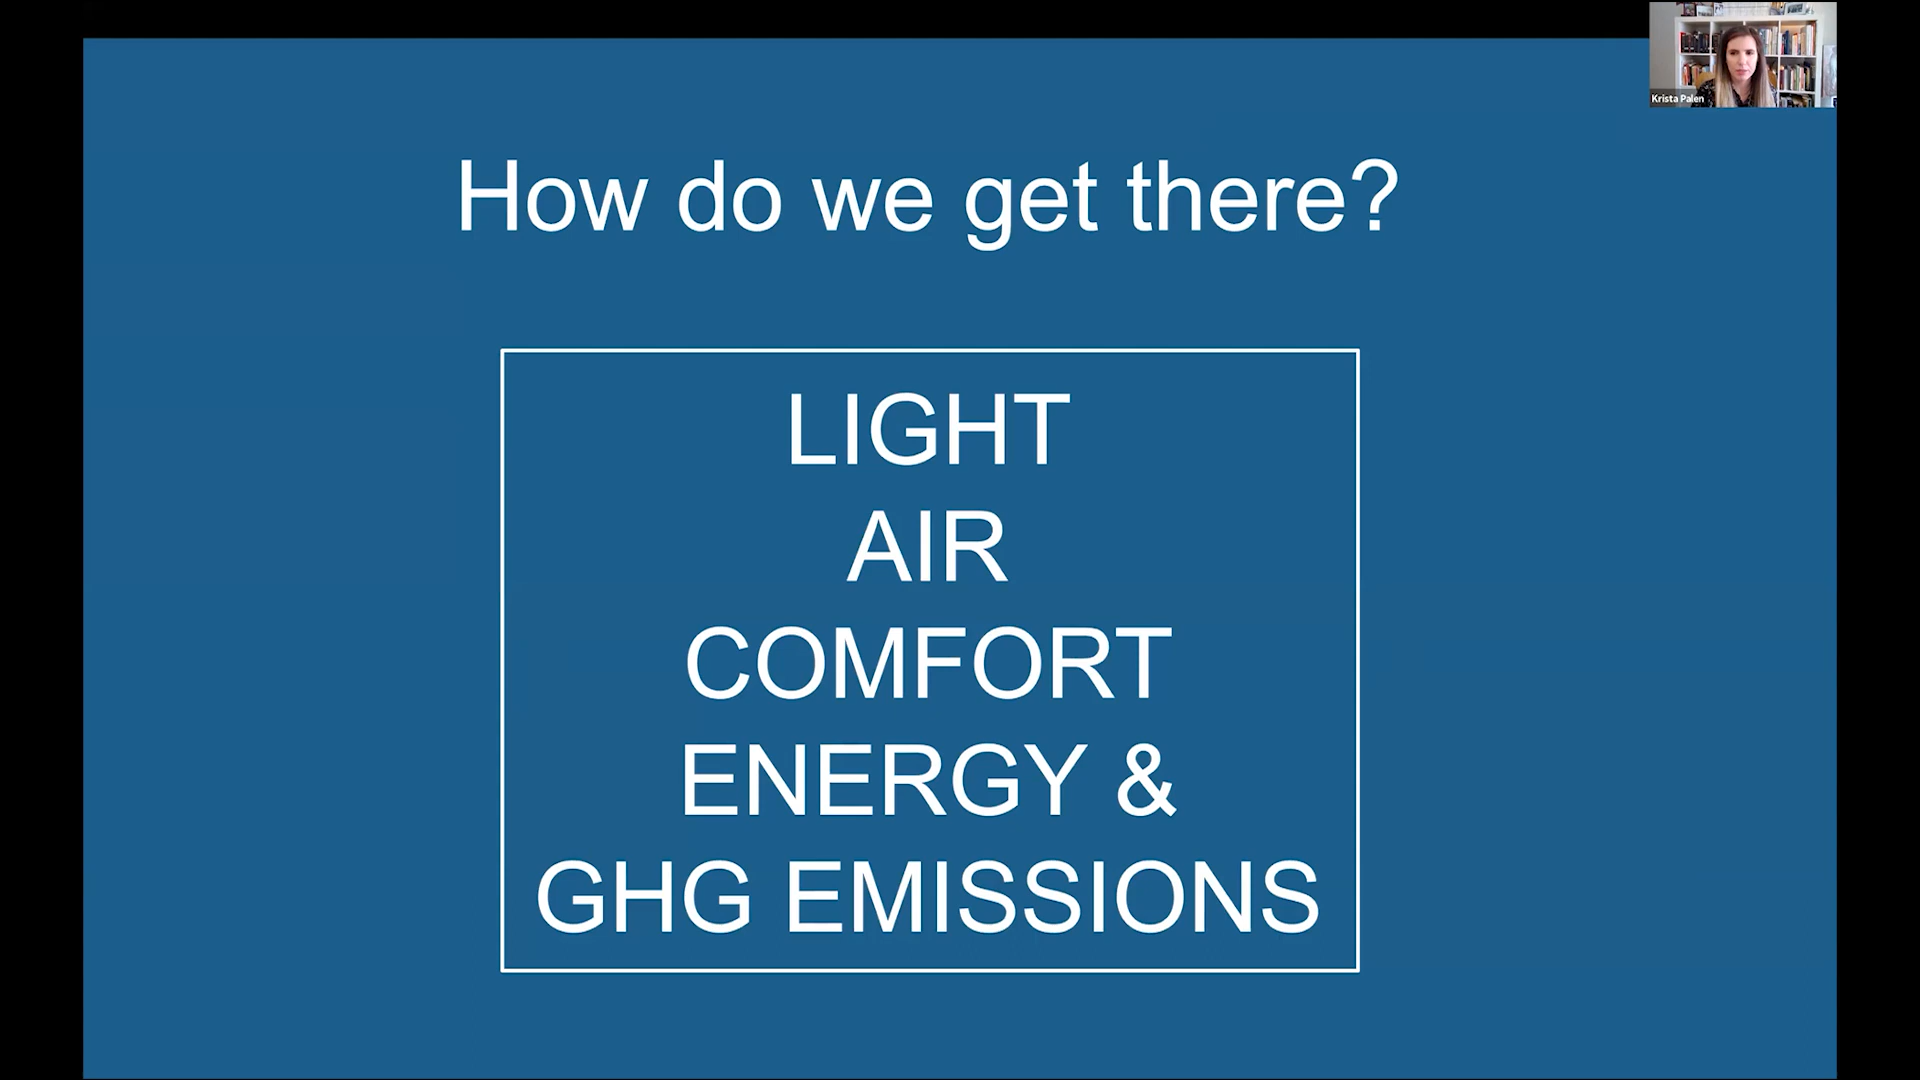 Krista Palen
How do we get there?
LIGHT
AIR
COMFORT
ENERGY &
GHG EMISSIONS